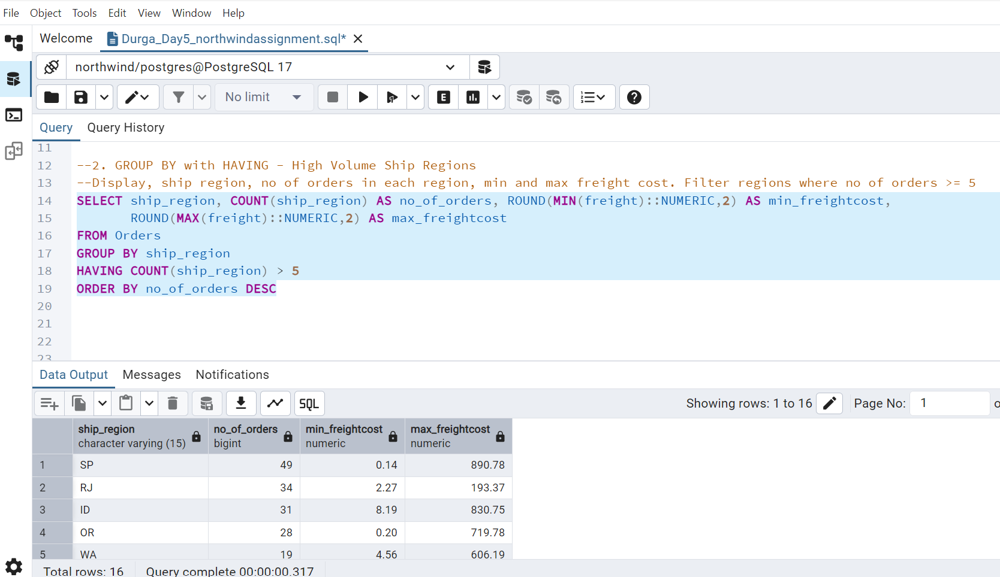 File Object Tools Edit View Window Help
Welcome Durga_Day5_northwindassignment.sql*
northwind/postgres@PostgreSQL 17
No limit E
Query Query History
11
12 --2. GROUP BY with HAVING - High Volume Ship Regions
13 --Display, ship region, no of orders in each region, min and max freight cost. Filter regions where no of orders >= 5
14 SELECT ship_region, COUNT(ship_region) AS no_of_orders, ROUND(MIN(freight)::NUMERIC,2) AS min_freightcost,
15 ROUND(MAX(freight)::NUMERIC,2) AS max_freightcost
16 FROM Orders
17 GROUP BY ship_region
18 HAVING COUNT(ship_region) > 5
19 ORDER BY no_of_orders DESC
20
21
22
23
Data Output Messages Notifications
SQL Showing rows: 1 to 16 Page No: 1 o
ship_region no_of_orders min_freightcost max_freightcost
character varying (15) bigint numeric numeric
1 SP 49 0.14 890.78
2 RJ 34 2.27 193.37
3 ID 31 8.19 830.75
4 OR 28 0.20 719.78
5 WA 19 4.56 606.19
Total rows: 16 Query complete 00:00:00.317